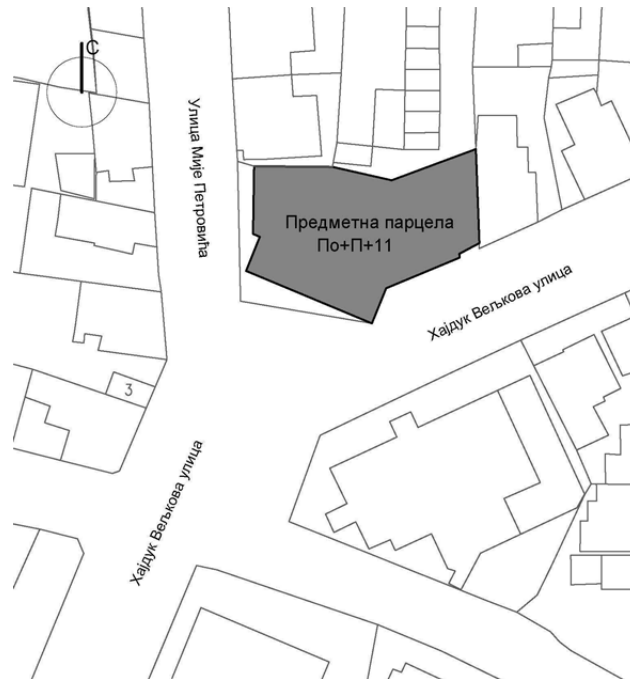 С
Улица Мије Петровића
Предметна парцела
По+П+11
Хајдук Вељкова улица
3
Хајдук Вељкова улица